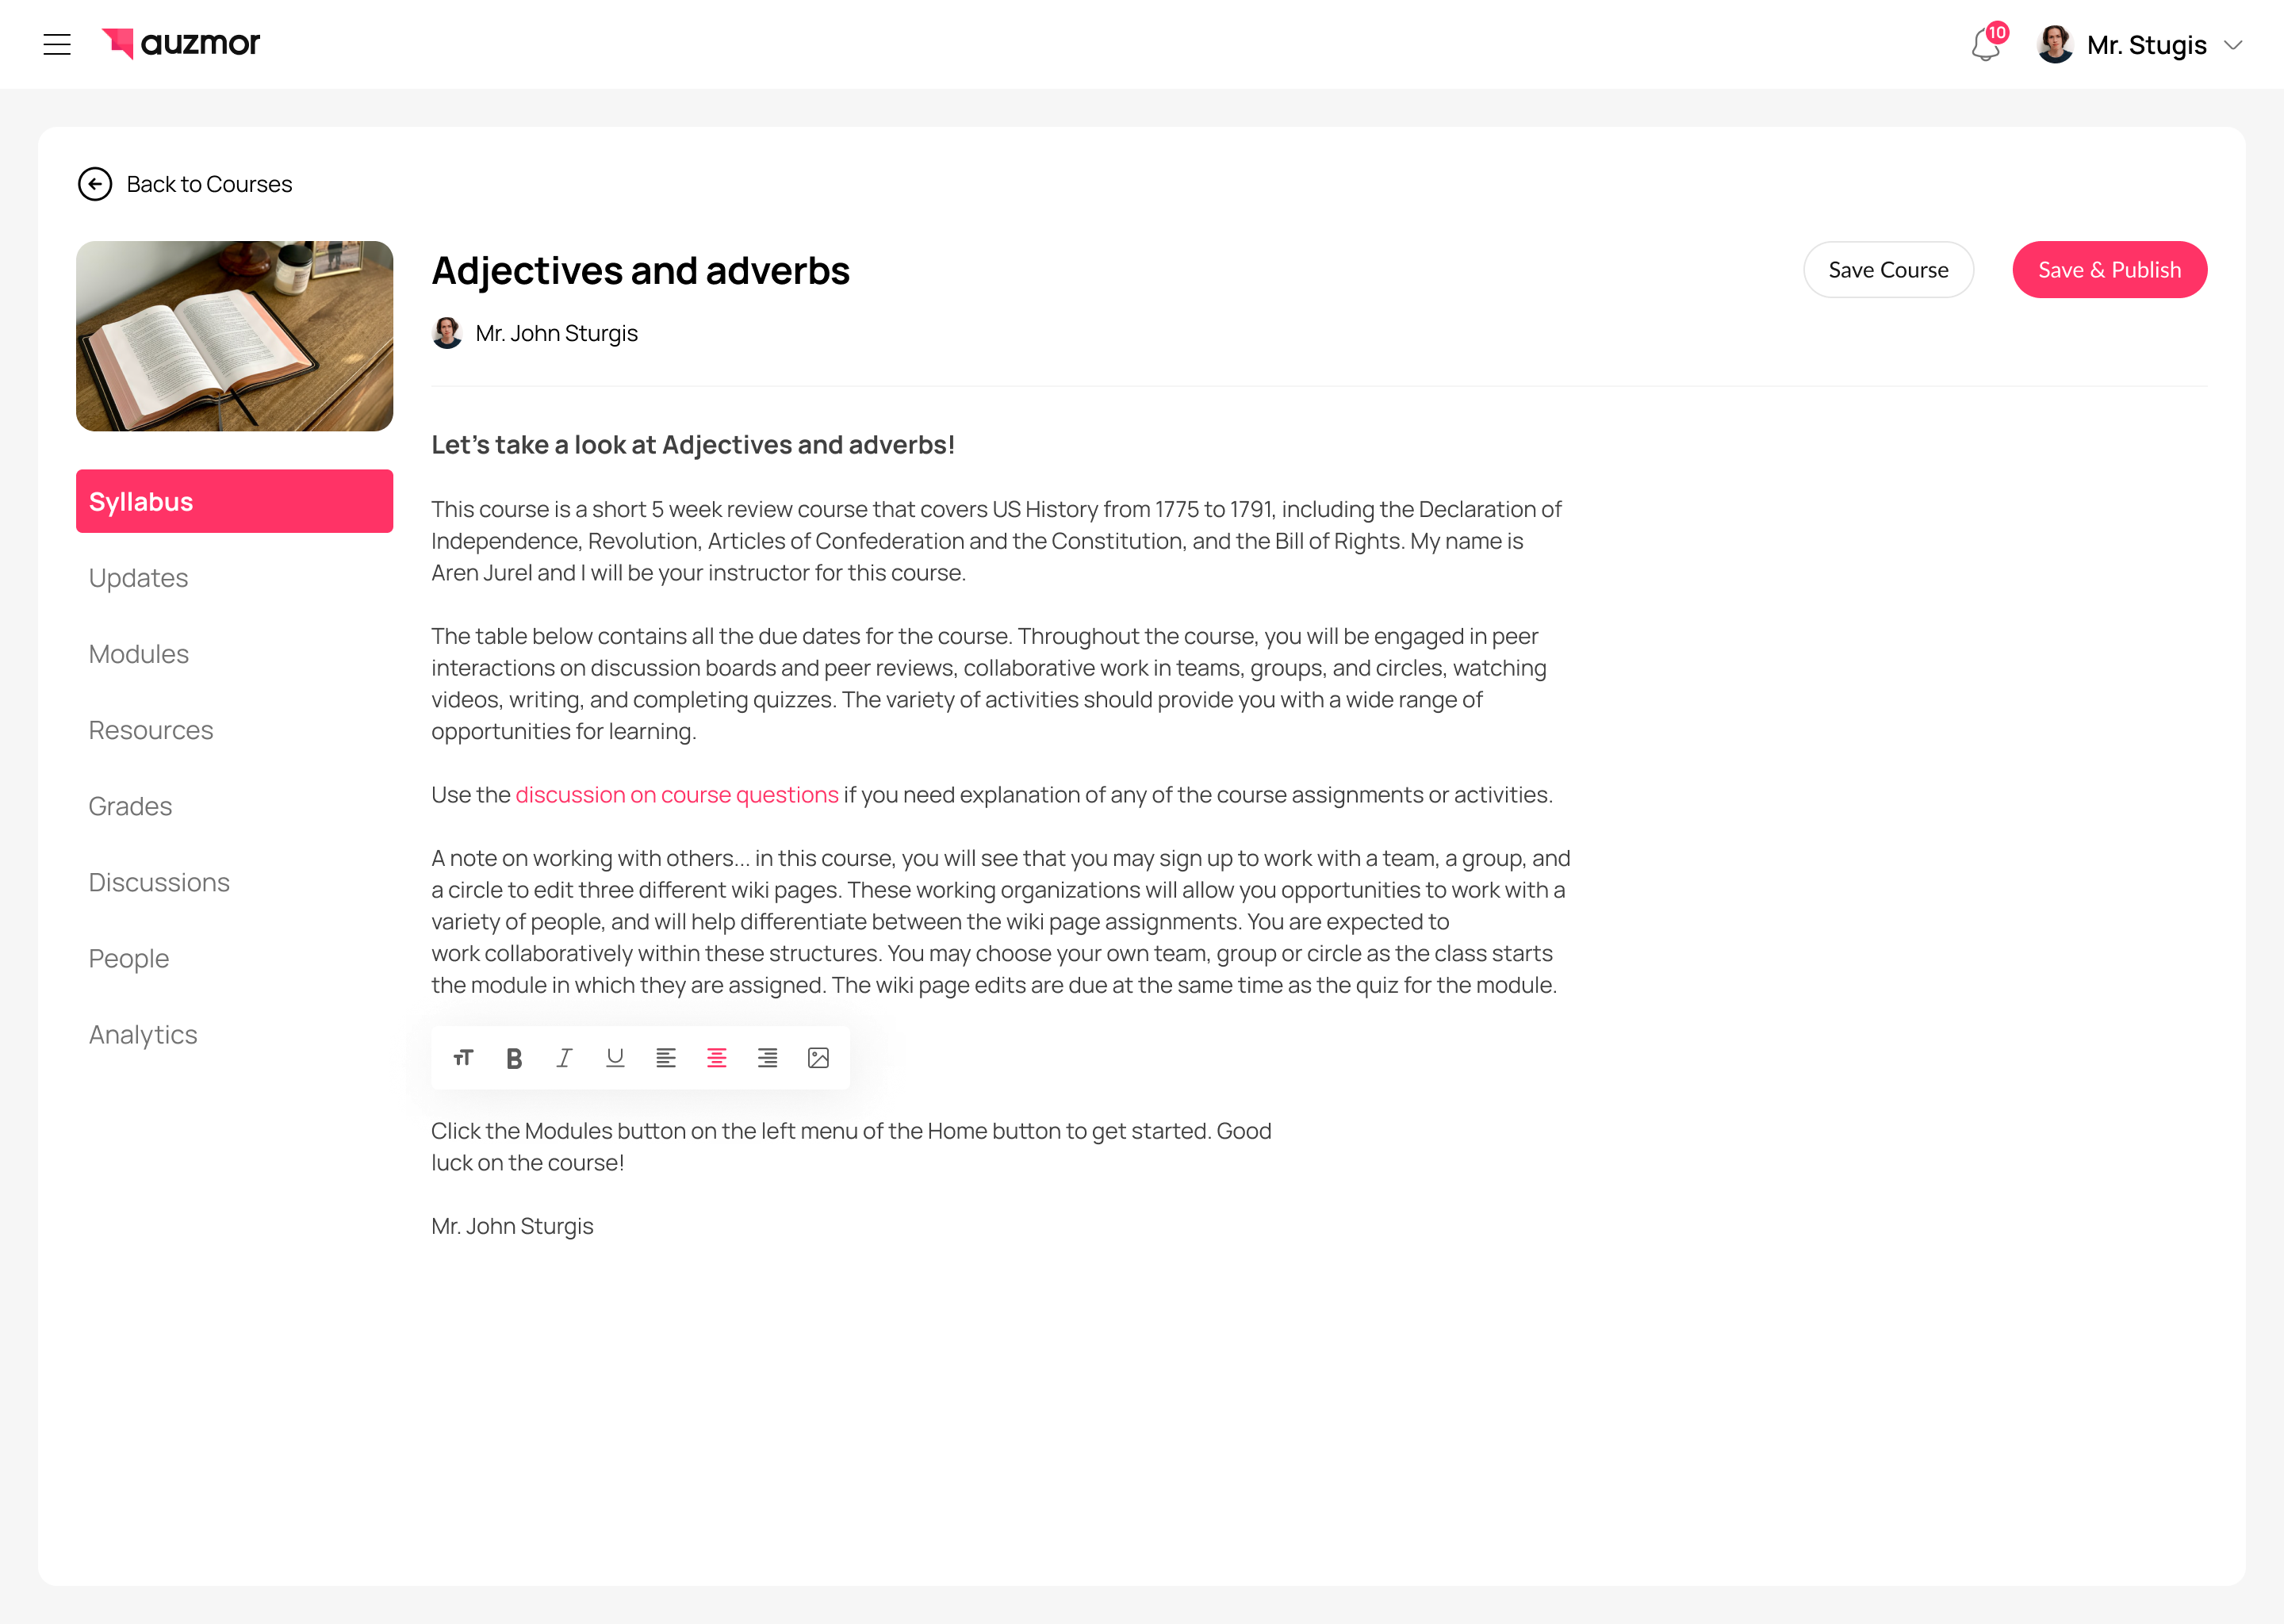 auzmor
10
Mr. Stugis
Back to Courses
Adjectives and adverbs
Save Course
Save & Publish
Mr. John Sturgis
Syllabus
Updates
Modules
Resources
Grades
Discussions
People
Analytics
Let's take a look at Adjectives and adverbs!
This course is a short 5 week review course that covers US History from 1775 to 1791, including the Declaration of
Independence, Revolution, Articles of Confederation and the Constitution, and the Bill of Rights. My name is
Aren Jurel and I will be your instructor for this course.
The table below contains all the due dates for the course. Throughout the course, you will be engaged in peer
interactions on discussion boards and peer reviews, collaborative work in teams, groups, and circles, watching
videos, writing, and completing quizzes. The variety of activities should provide you with a wide range of
opportunities for learning.
Use the discussion on course questions if you need explanation of any of the course assignments or activities.
A note on working with others... in this course, you will see that you may sign up to work with a team, a group, and
a circle to edit three different wiki pages. These working organizations will allow you opportunities to work with a
variety of people, and will help differentiate between the wiki page assignments. You are expected to
work collaboratively within these structures. You may choose your own team, group or circle as the class starts
the module in which they are assigned. The wiki page edits are due at the same time as the quiz for the module.
TT B I U
Click the Modules button on the left menu of the Home button to get started. Good
luck on the course!
Mr. John Sturgis